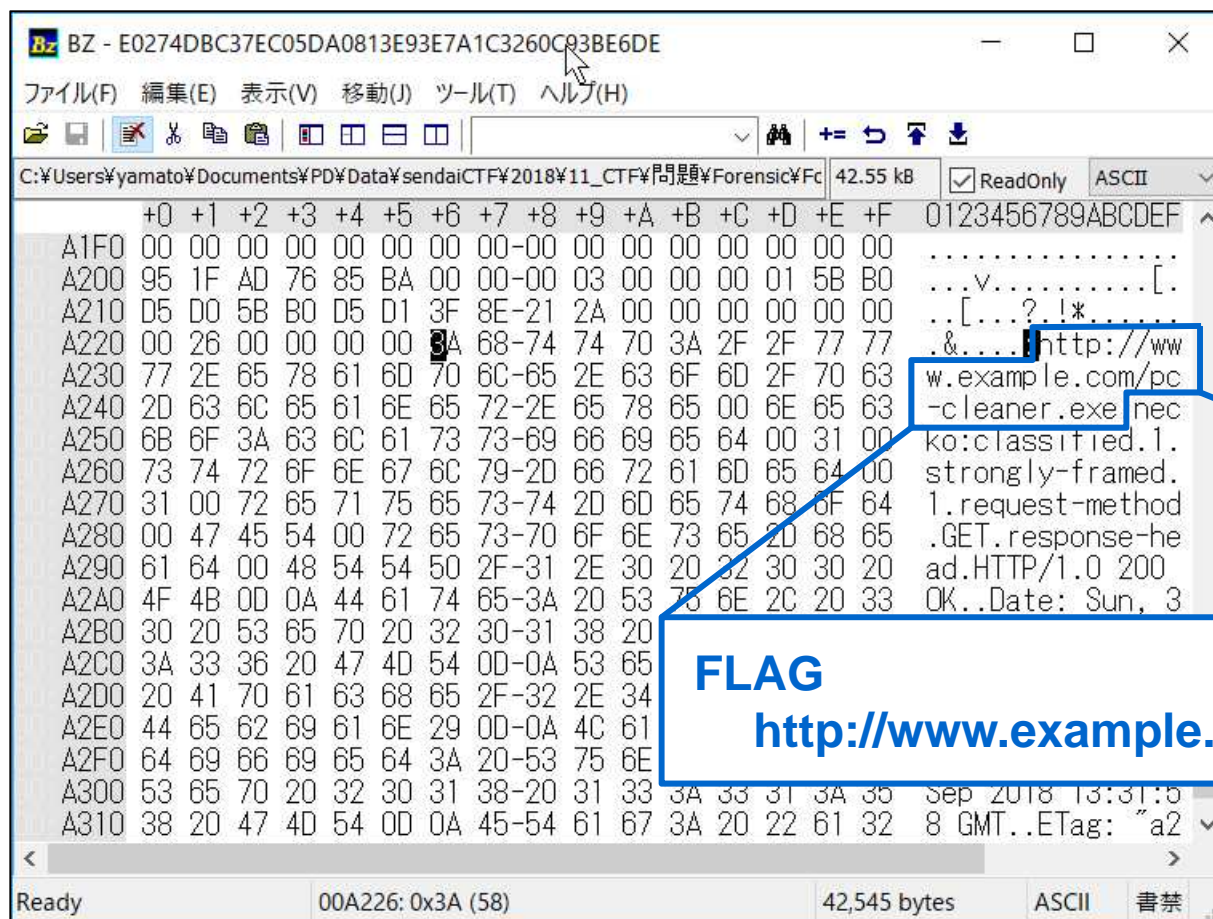 BZ - E0274DBC37EC05DA0813E93E7A1C3260C93BE6DE
ファイル(F) 編集(E) 表示(V) 移動(J) ツール(T) ヘルプ(H)
C:¥Users¥yamato¥Documents¥PD¥Data¥sendaiCTF¥2018¥11_CTF¥問題¥Forensic¥Fc 42.55 kB ReadOnly ASCII
+0 +1 +2 +3 +4 +5 +6 +7 +8 +9 +A +B +C +D +E +F 0123456789ABCDEF
A1F0 00 00 00 00 00 00 00 00-00 00 00 00 00 00 00 00 ................
A200 95 1F AD 76 85 BA 00 00-00 03 00 00 00 01 5B B0 ...v..........[.
A210 D5 D0 5B B0 D5 D1 3F 8E-21 2A 00 00 00 00 00 00 ..[...?.!*......
A220 00 26 00 00 00 00 3A 68-74 74 70 3A 2F 2F 77 77 .&....:http://ww
A230 77 2E 65 78 61 6D 70 6C-65 2E 63 6F 6D 2F 70 63 w.example.com/pc
A240 2D 63 6C 65 61 6E 65 72-2E 65 78 65 00 6E 65 63 -cleaner.exe nec
A250 6B 6F 3A 63 6C 61 73 73-69 66 69 65 64 00 31 00 ko:classified.1.
A260 73 74 72 6F 6E 67 6C 79-2D 66 72 61 6D 65 64 00 strongly-framed.
A270 31 00 72 65 71 75 65 73-74 2D 6D 65 74 68 6F 64 1.request-method
A280 00 47 45 54 00 72 65 73-70 6F 6E 73 65 2D 68 65 .GET.response-he
A290 61 64 00 48 54 54 50 2F-31 2E 30 20 32 30 30 20 ad.HTTP/1.0 200
A2A0 4F 4B 0D 0A 44 61 74 65-3A 20 53 75 6E 2C 20 33 OK..Date: Sun, 3
A2B0 30 20 53 65 70 20 32 30-31 38 20
A2C0 3A 33 36 20 47 4D 54 0D-0A 53 65
A2D0 20 41 70 61 63 68 65 2F-32 2E 34
A2E0 44 65 62 69 61 6E 29 0D-0A 4C 61
A2F0 64 69 66 69 65 64 3A 20-53 75 6E
FLAG
http://www.example.
A300 53 65 70 20 32 30 31 38-20 31 33 3A 33 31 3A 35 Sep 2018 13:31:5
A310 38 20 47 4D 54 0D 0A 45-54 61 67 3A 20 22 61 32 8 GMT..ETag: "a2
Ready 00A226: 0x3A (58) 42,545 bytes ASCII 書禁